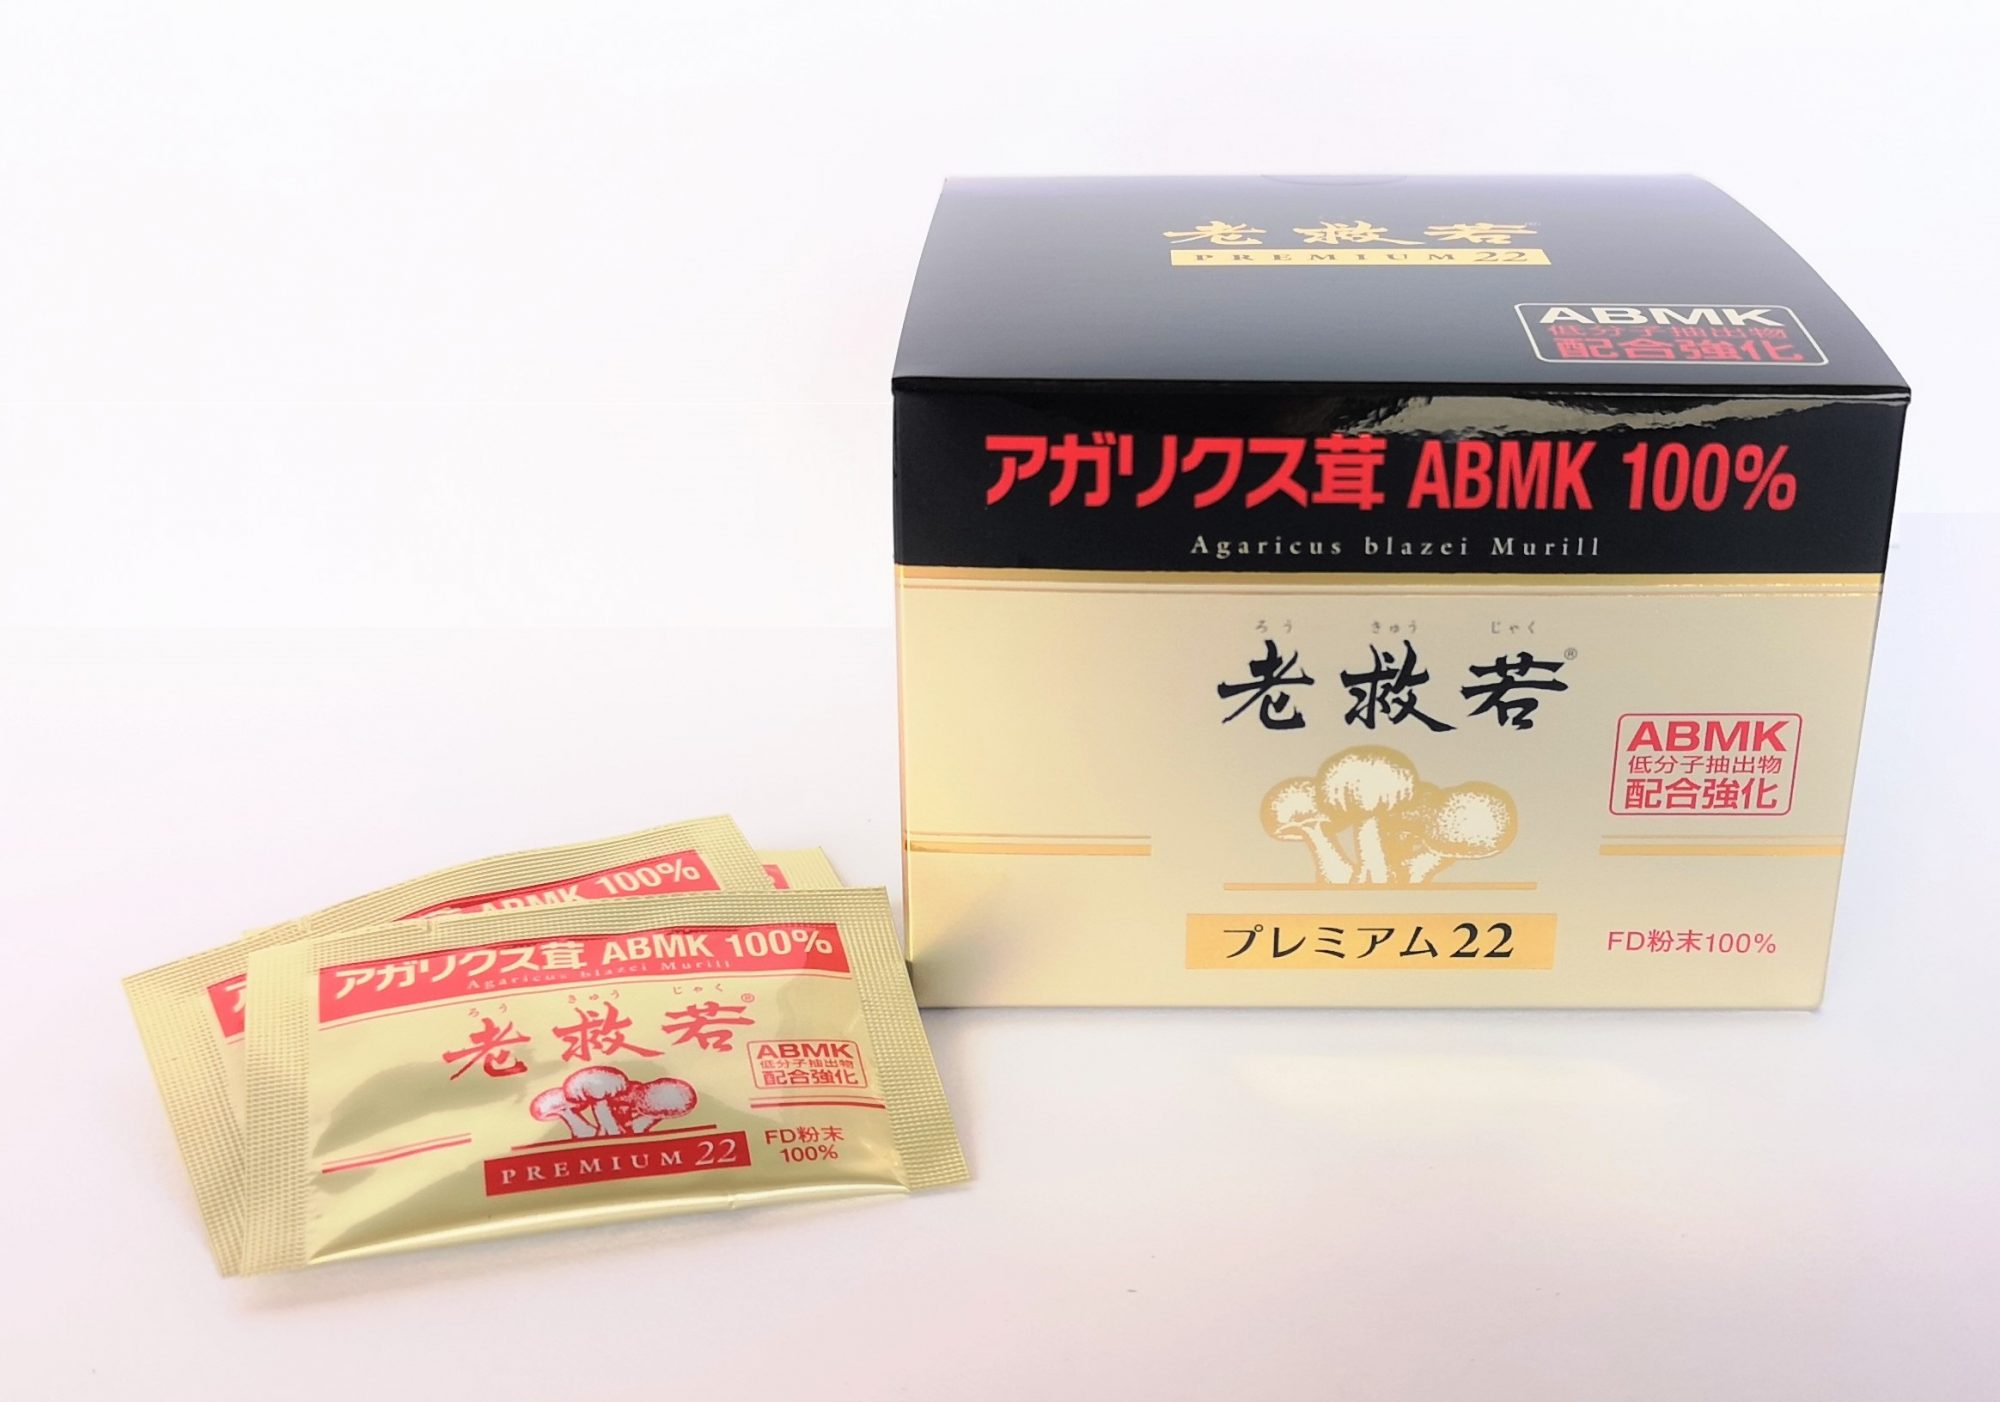 老救若
PREMIUM 22
ABMK
低分子抽出物
配合強化
アガリクス茸 ABMK 100%
Agaricus blazei Murill
ろう きゅう じゃく
老救若®
ABMK
低分子抽出物
配合強化
プレミアム22
FD粉末100%
ABMK 100%
アガリクス茸 ABMK 100%
Agaricus blazei Murill
ろう きゅう じゃく
老救若®
ABMK
低分子抽出物
配合強化
FD粉末
100%
PREMIUM 22